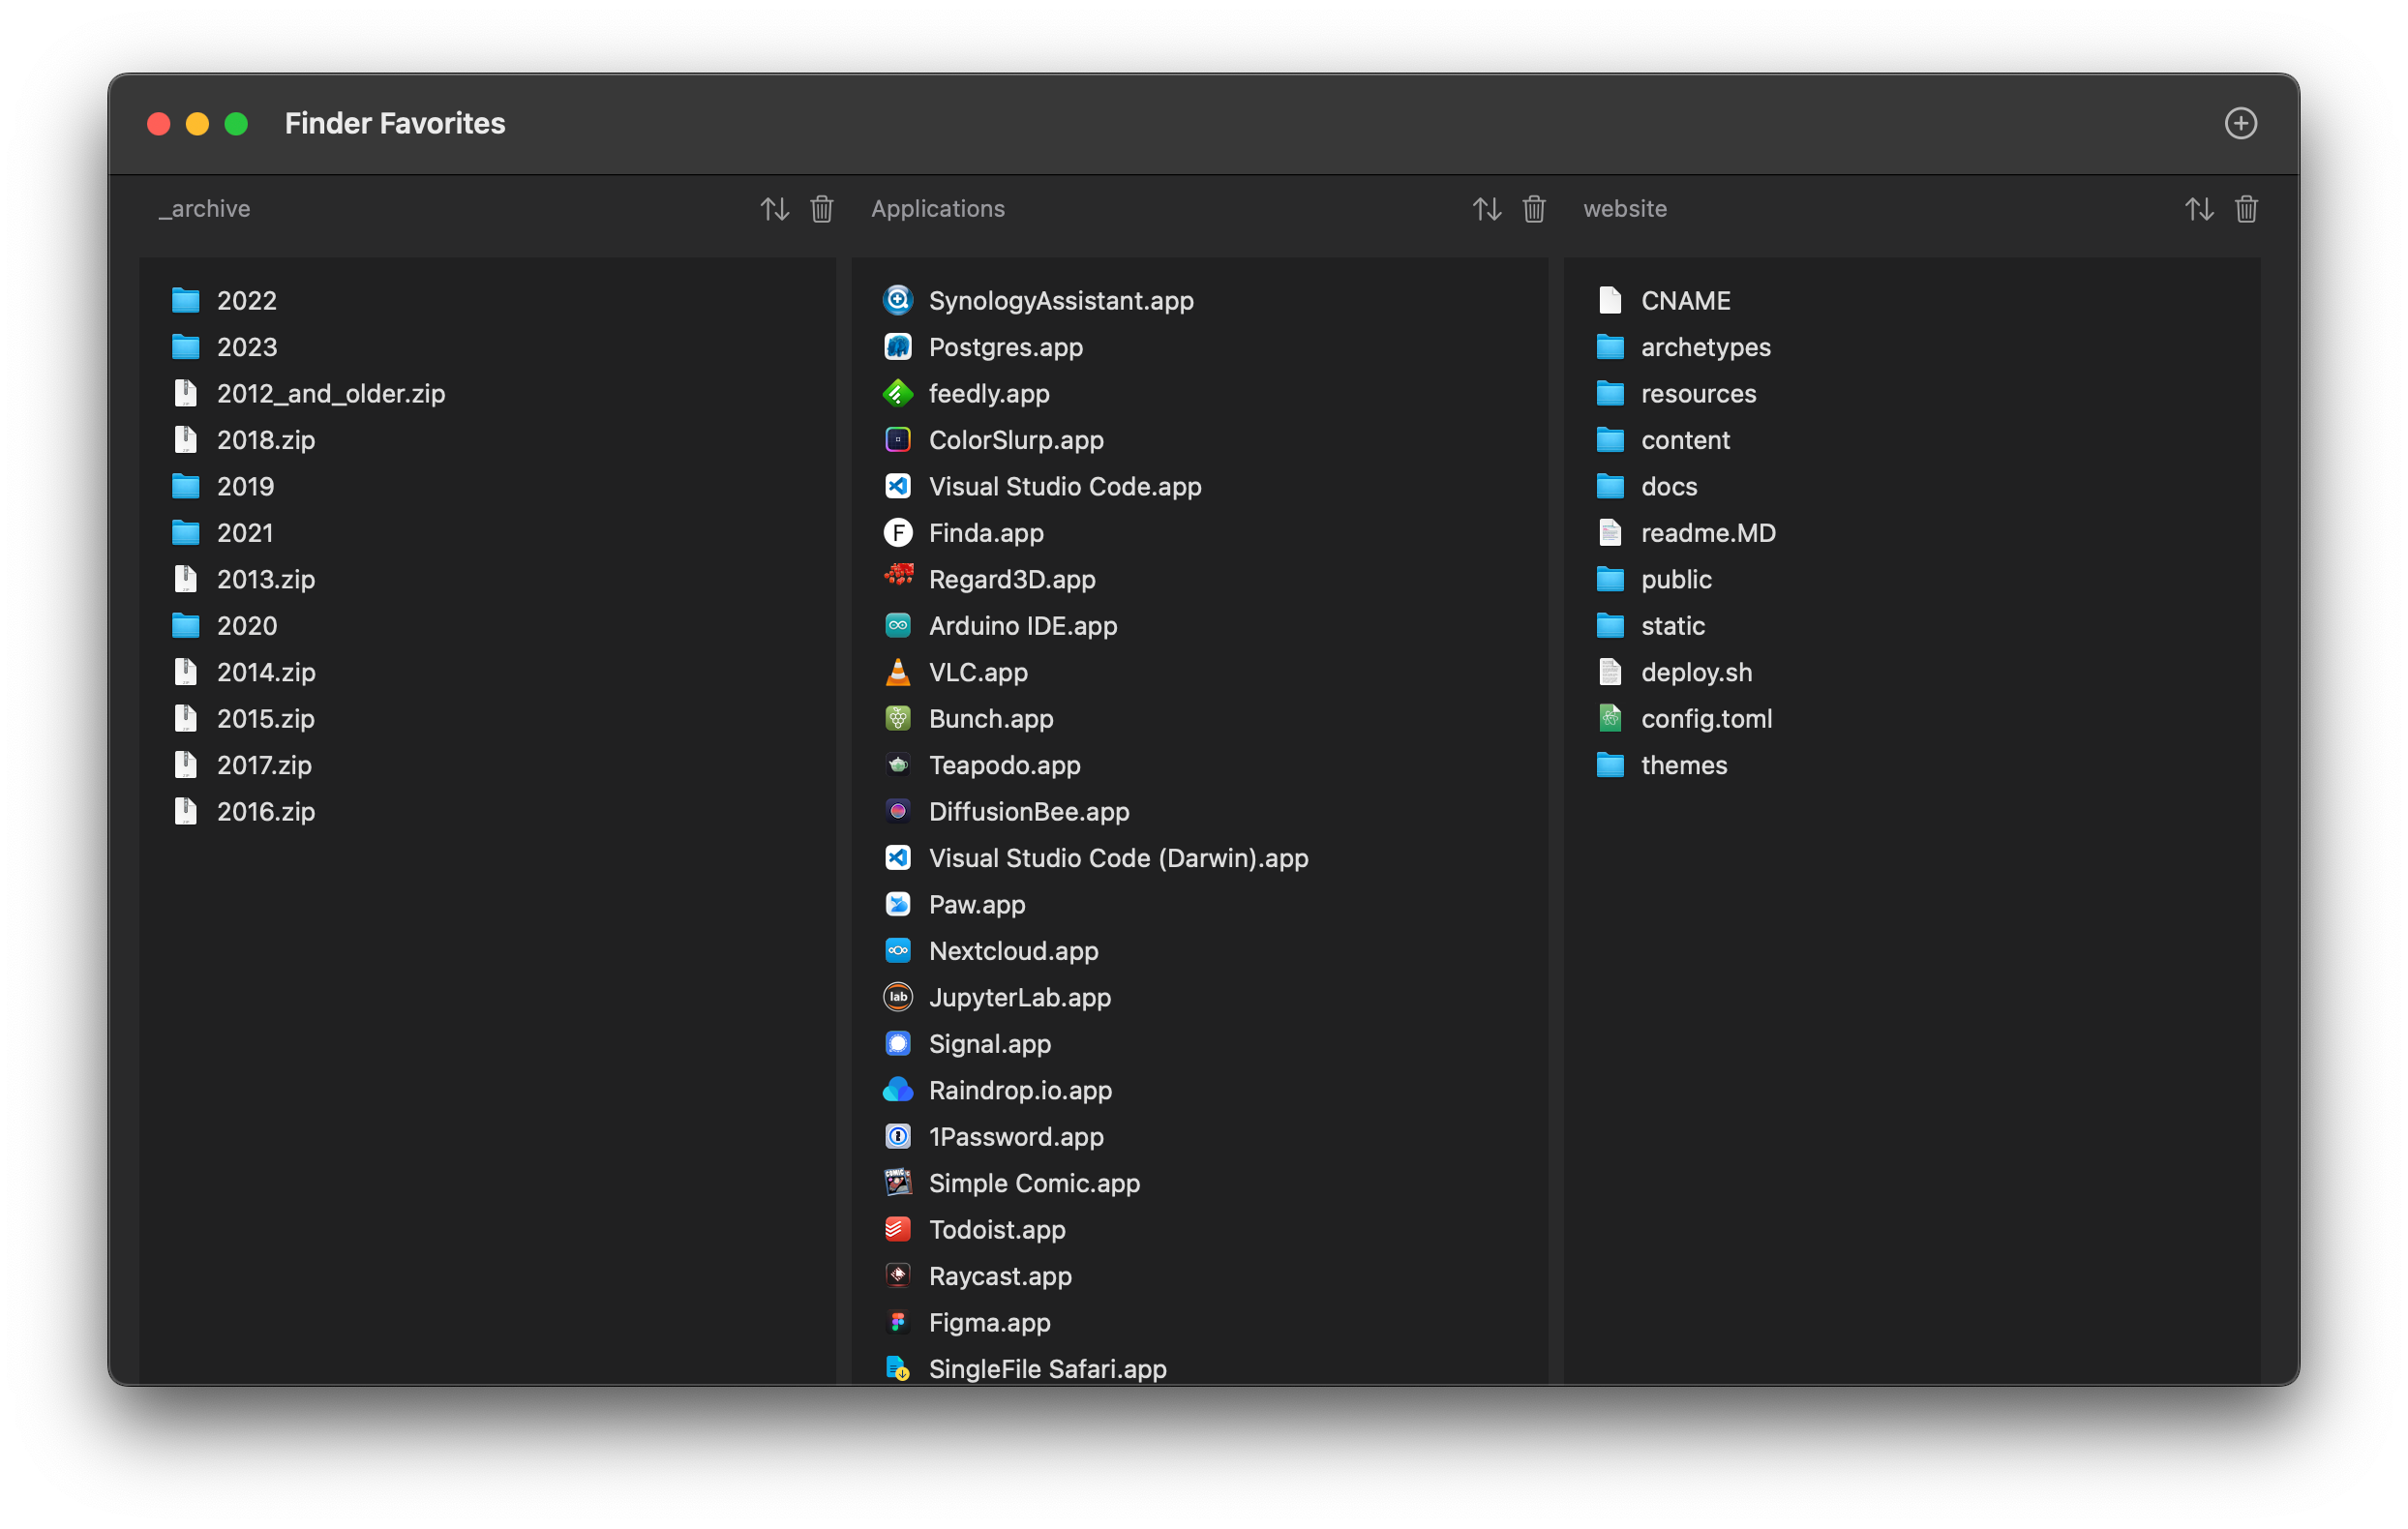 Finder Favorites
_archive
2022
2023
2012_and_older.zip
2018.zip
2019
2021
2013.zip
2020
2014.zip
2015.zip
2017.zip
2016.zip
Applications
SynologyAssistant.app
Postgres.app
feedly.app
ColorSlurp.app
Visual Studio Code.app
F
Finda.app
Regard3D.app
Arduino IDE.app
VLC.app
Bunch.app
Teapodo.app
DiffusionBee.app
Visual Studio Code (Darwin).app
Paw.app
Nextcloud.app
lab
JupyterLab.app
Signal.app
Raindrop.io.app
1Password.app
Simple Comic.app
Todoist.app
Raycast.app
Figma.app
SingleFile Safari.app
website
CNAME
archetypes
resources
content
docs
readme.MD
public
static
deploy.sh
config.toml
themes